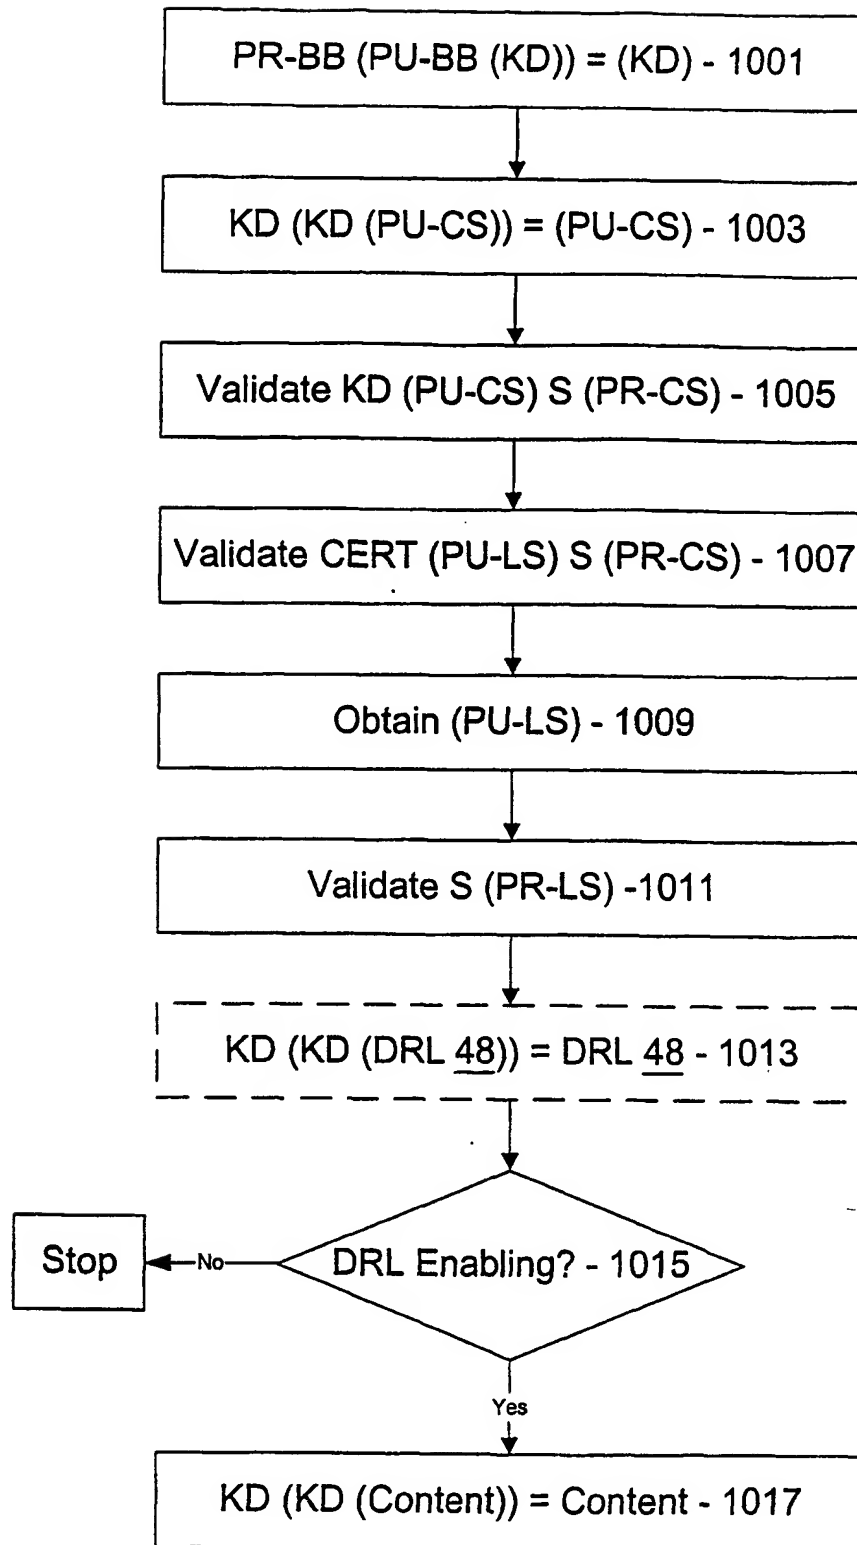 PR-BB (PU-BB (KD)) = (KD) - 1001
KD (KD (PU-CS)) = (PU-CS) - 1003
Validate KD (PU-CS) S (PR-CS) - 1005
Validate CERT (PU-LS) S (PR-CS) - 1007
Obtain (PU-LS) - 1009
Validate S (PR-LS) -1011
KD (KD (DRL 48)) = DRL 48 - 1013
DRL Enabling? - 1015
No
Stop
Yes
KD (KD (Content)) = Content - 1017